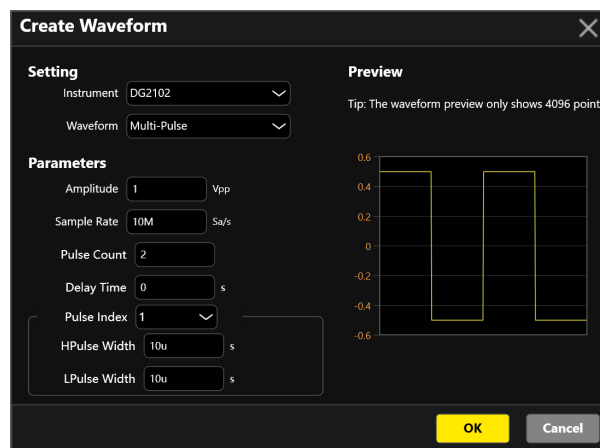 Create Waveform
Setting
Instrument DG2102
Waveform Multi-Pulse
Parameters
Amplitude 1 Vpp
Sample Rate 10M Sa/s
Pulse Count 2
Delay Time 0 s
Pulse Index 1
HPulse Width 10u s
LPulse Width 10u s
Preview
Tip: The waveform preview only shows 4096 point
0.6
0.4
0.2
0
-0.2
-0.4
-0.6
OK Cancel